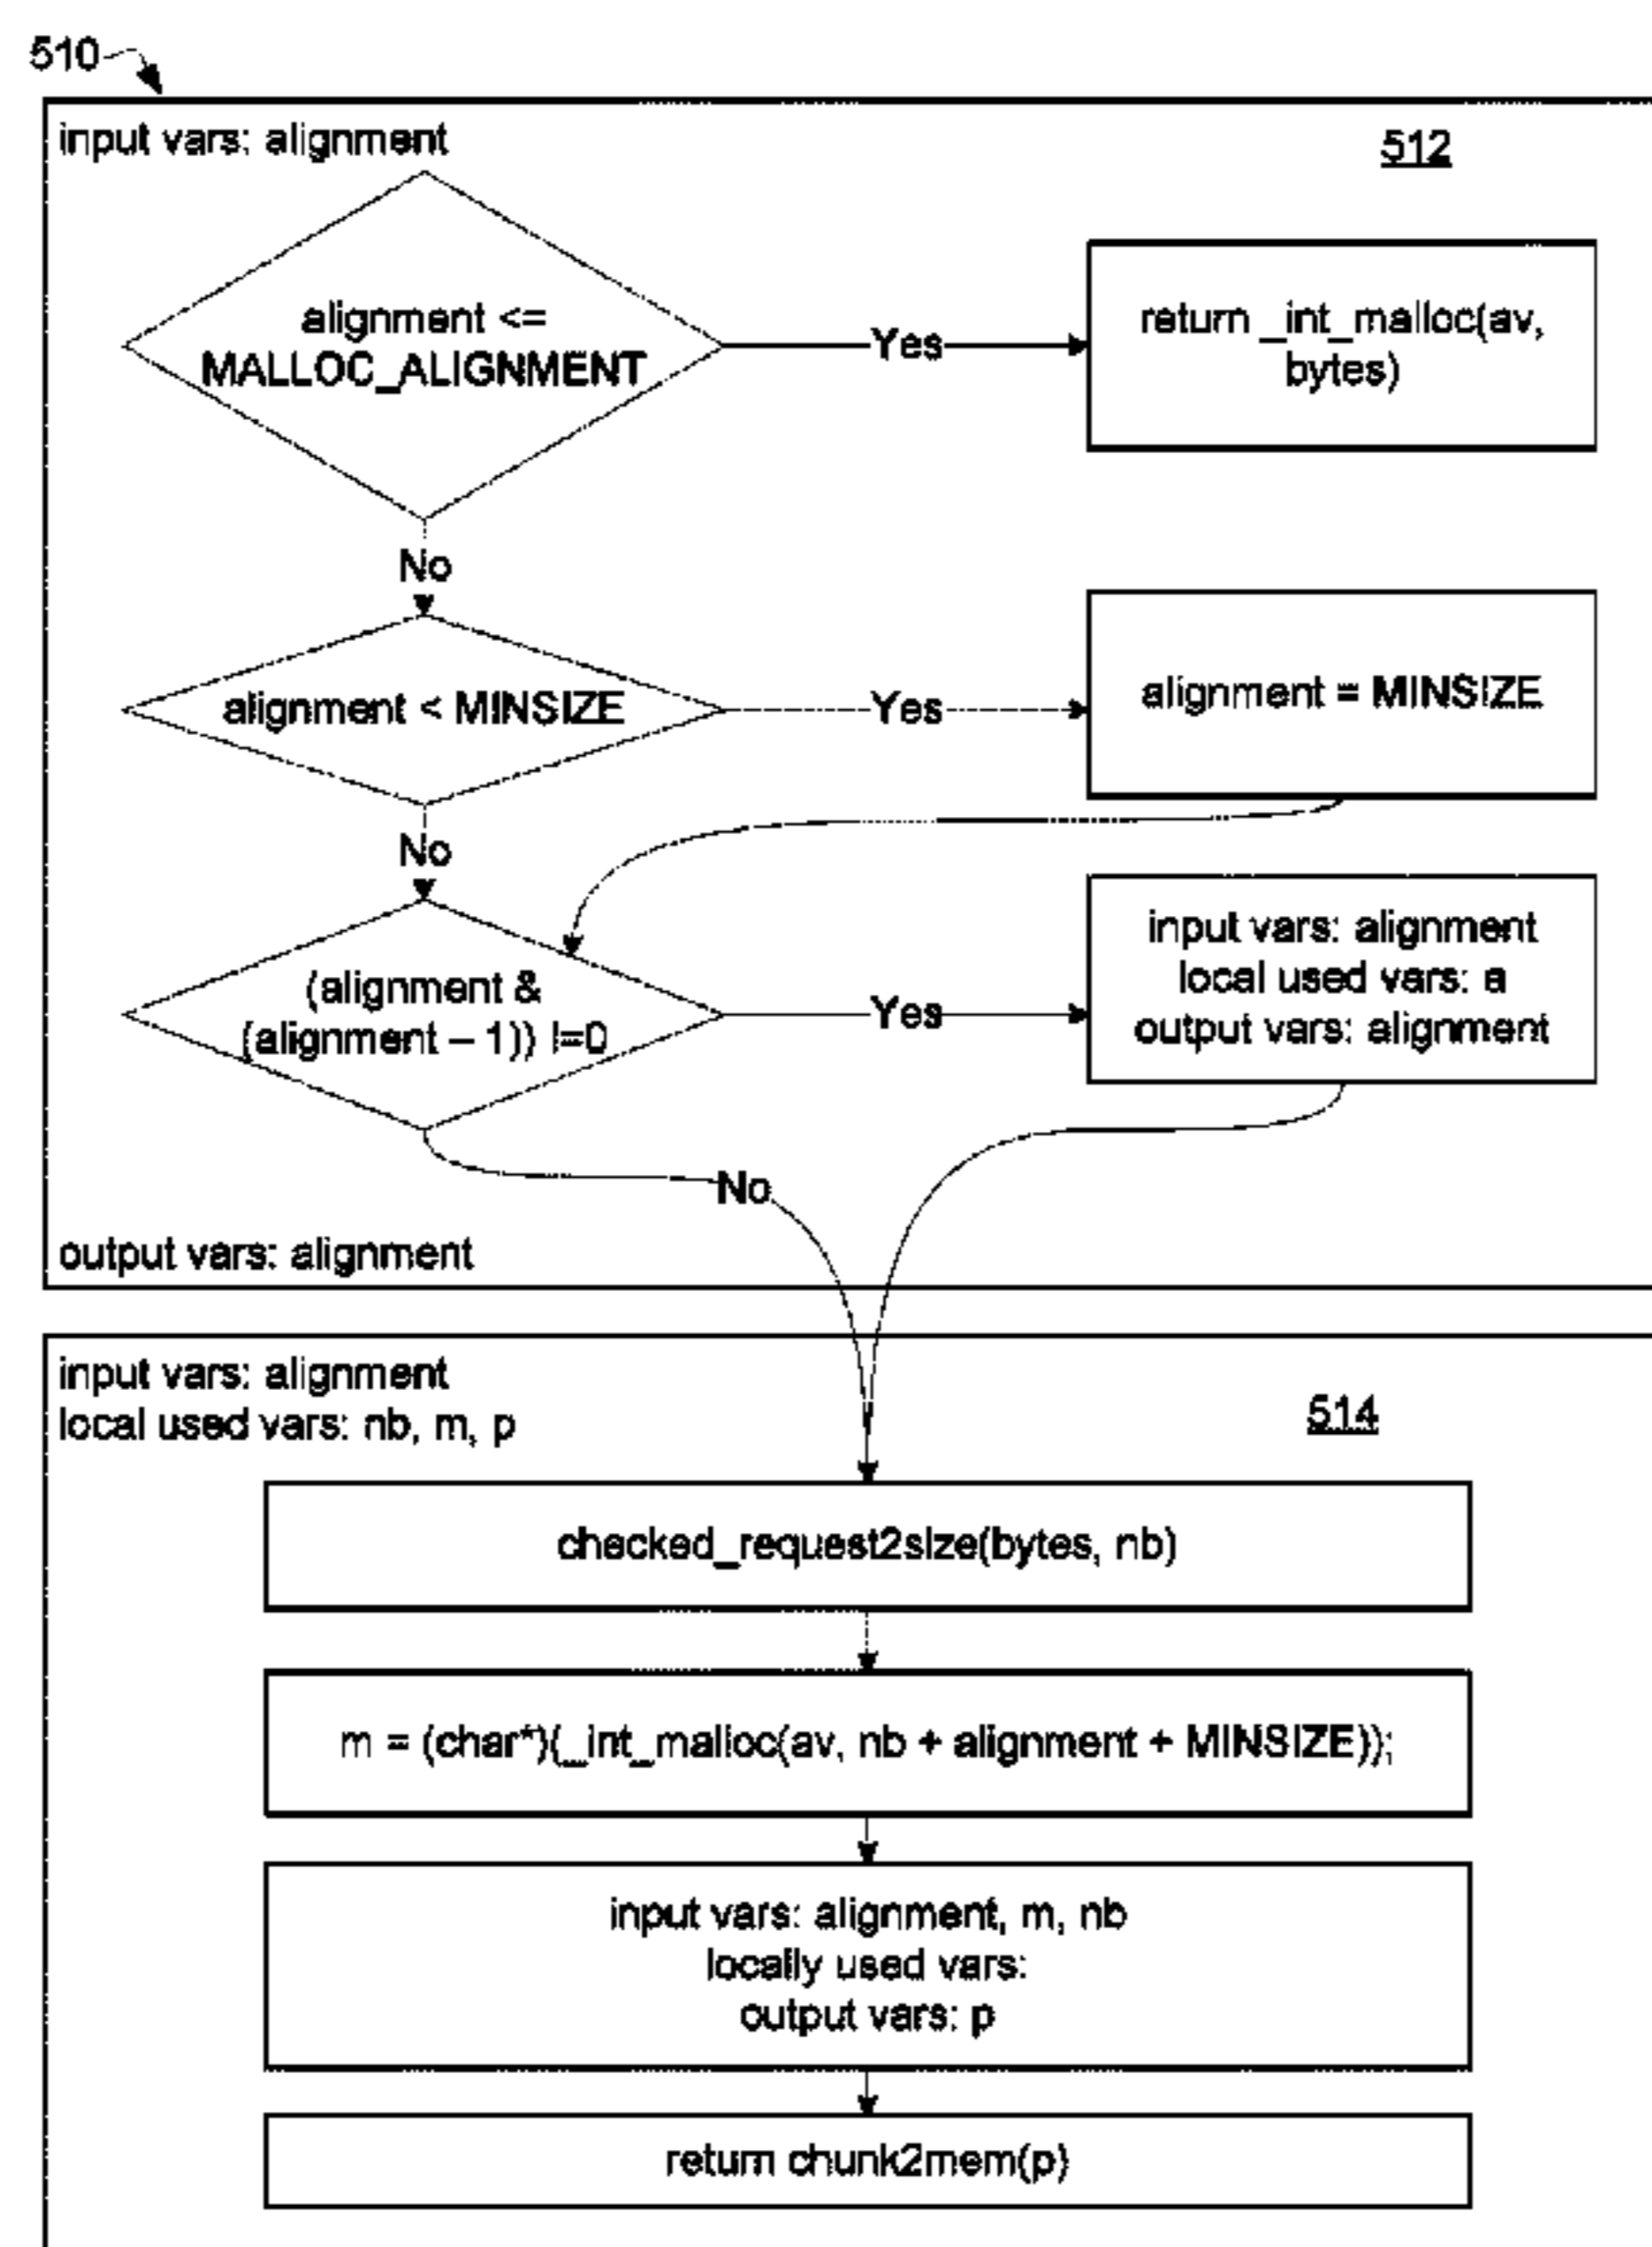 510
input vars: alignment
512
alignment <=
MALLOC_ALIGNMENT
Yes
return _int_malloc(av,
bytes)
No
alignment < MINSIZE
Yes
alignment = MINSIZE
No
(alignment &
(alignment – 1)) !=0
Yes
input vars: alignment
local used vars: a
output vars: alignment
No
output vars: alignment
input vars: alignment
local used vars: nb, m, p
514
checked_request2size(bytes, nb)
m = (char*)(_int_malloc(av, nb + alignment + MINSIZE));
input vars: alignment, m, nb
locally used vars:
output vars: p
return chunk2mem(p)